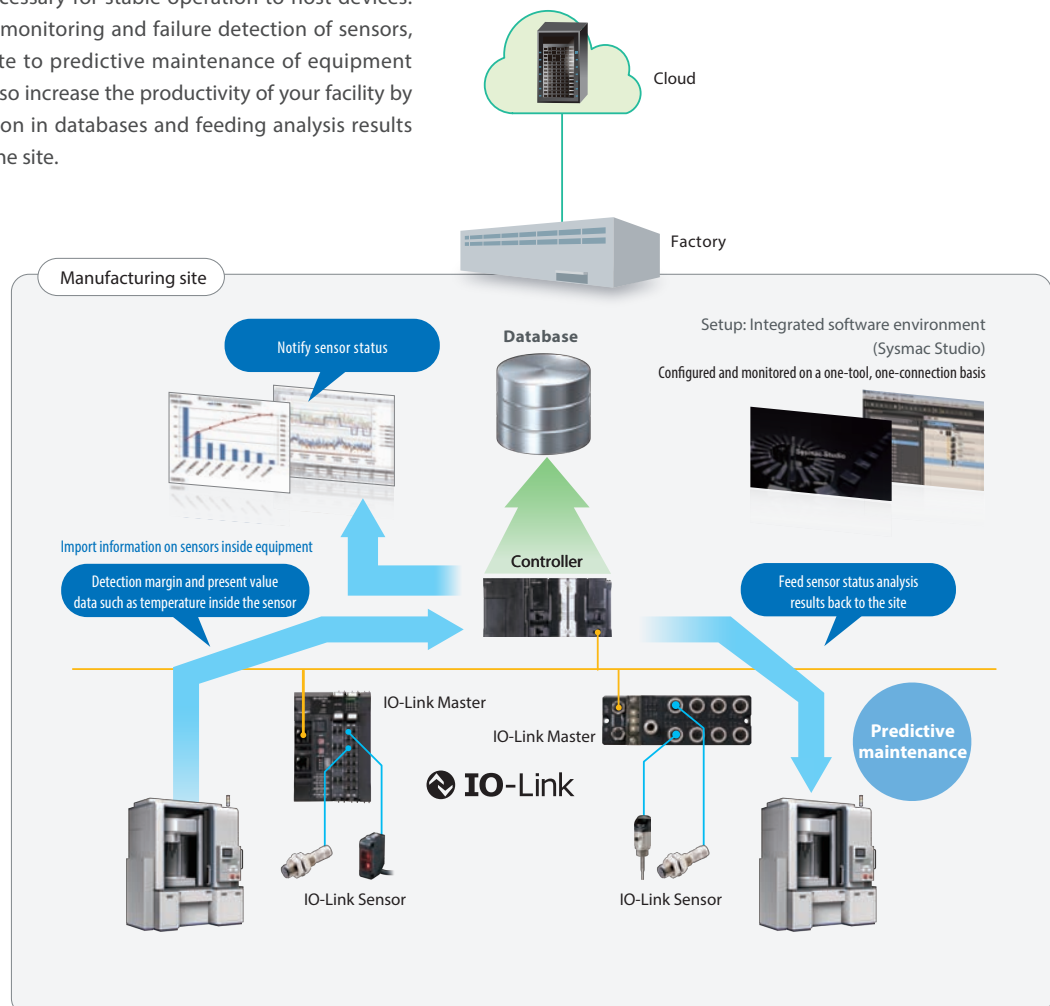 cessary for stable operation to host devices.
monitoring and failure detection of sensors,
te to predictive maintenance of equipment
so increase the productivity of your facility by
on in databases and feeding analysis results
ne site.
Cloud
Factory
Manufacturing site
Notify sensor status
Database
Setup: Integrated software environment
(Sysmac Studio)
Configured and monitored on a one-tool, one-connection basis
Sysmac Studio
Import information on sensors inside equipment
Detection margin and present value
data such as temperature inside the sensor
Controller
Feed sensor status analysis
results back to the site
IO-Link Master
IO-Link Master
Predictive
maintenance
IO-Link
IO-Link Sensor
IO-Link Sensor